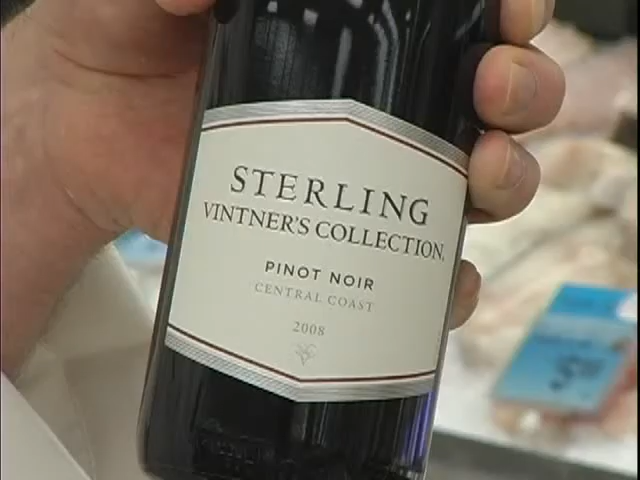 STERLING
VINTNER'S COLLECTION.
PINOT NOIR
CENTRAL COAST
2008